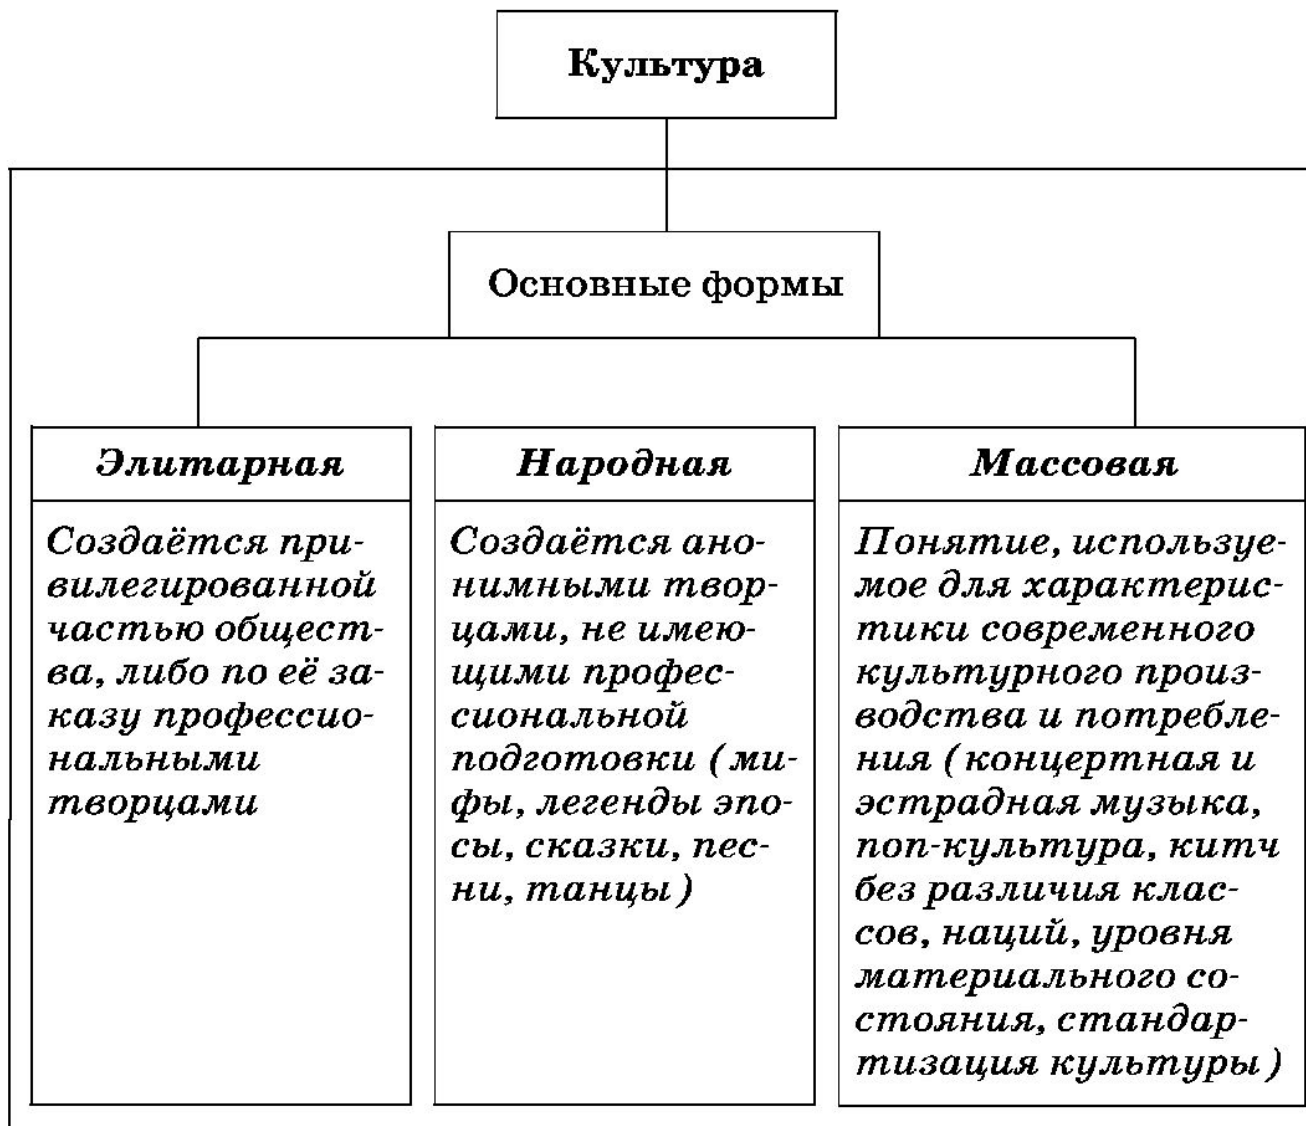 Культура
Основные формы
Элитарная
Создаётся при-
вилегированной
частью общест-
ва, либо по её за-
казу профессио-
нальными
творцами
Народная
Создаётся ано-
нимными твор-
цами, не имею-
щими профес-
сиональной
подготовки (ми-
фы, легенды эпо-
сы, сказки, пес-
ни, танцы)
Массовая
Понятие, используе-
мое для характерис-
тики современного
культурного произ-
водства и потребле-
ния (концертная и
эстрадная музыка,
поп-культура, китч
без различия клас-
сов, наций, уровня
материального со-
стояния, стандар-
тизация культуры)